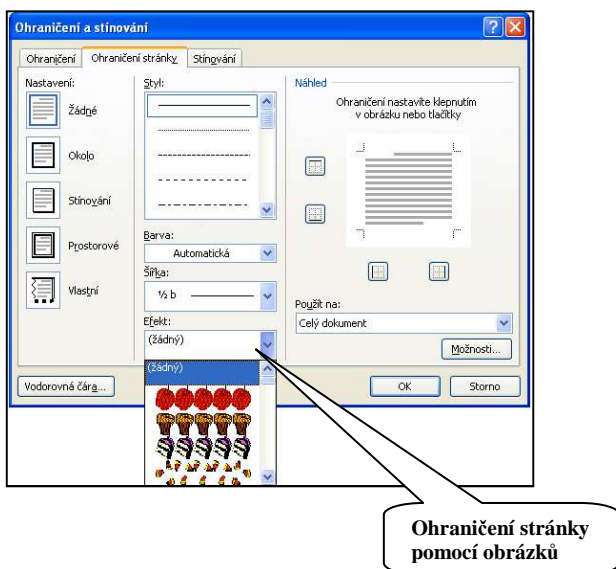 Ohraničení a stínování
Ohraničení
Ohraničení stránky
Stínování
Nastavení:
Žádné
Okolo
Stínování
Prostorové
Vlastní
Styl:
Barva:
Automatická
Šířka:
½ b
Efekt:
(žádný)
(žádný)
Náhled
Ohraničení nastavíte klepnutím
v obrázku nebo tlačítky
Použít na:
Celý dokument
Možnosti...
Vodorovná čára...
OK
Storno
Ohraničení stránky
pomocí obrázků